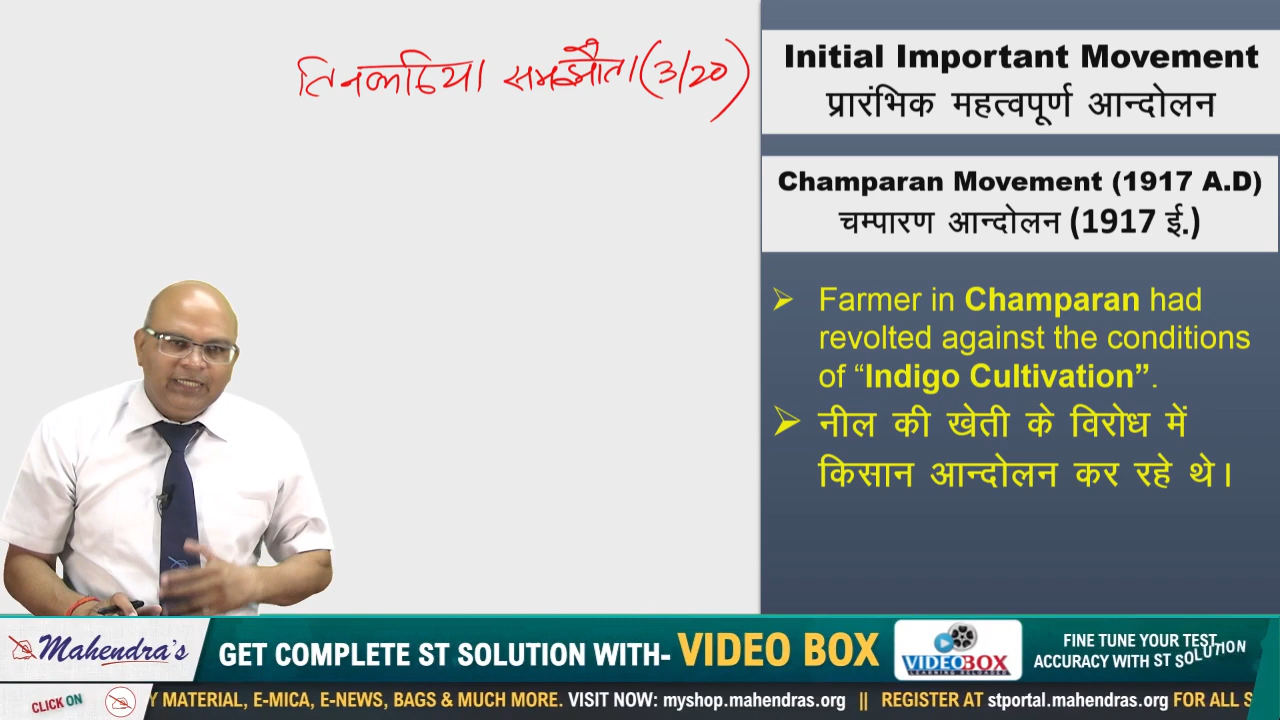 तिनकाठिया समझौता (3/20)
Initial Important Movement
प्रारंभिक महत्वपूर्ण आन्दोलन
Champaran Movement (1917 A.D)
चम्पारण आन्दोलन (1917 ई.)
➢ Farmer in Champaran had
revolted against the conditions
of “Indigo Cultivation”.
➢ नील की खेती के विरोध में
किसान आन्दोलन कर रहे थे।
Mahendra's
GET COMPLETE ST SOLUTION WITH- VIDEO BOX
VIDEOBOX
LEARNING RELOADED
FINE TUNE YOUR TEST
ACCURACY WITH ST SOLUTION
CLICK ON
Y MATERIAL, E-MICA, E-NEWS, BAGS & MUCH MORE. VISIT NOW: myshop.mahendras.org || REGISTER AT stportal.mahendras.org FOR ALL S